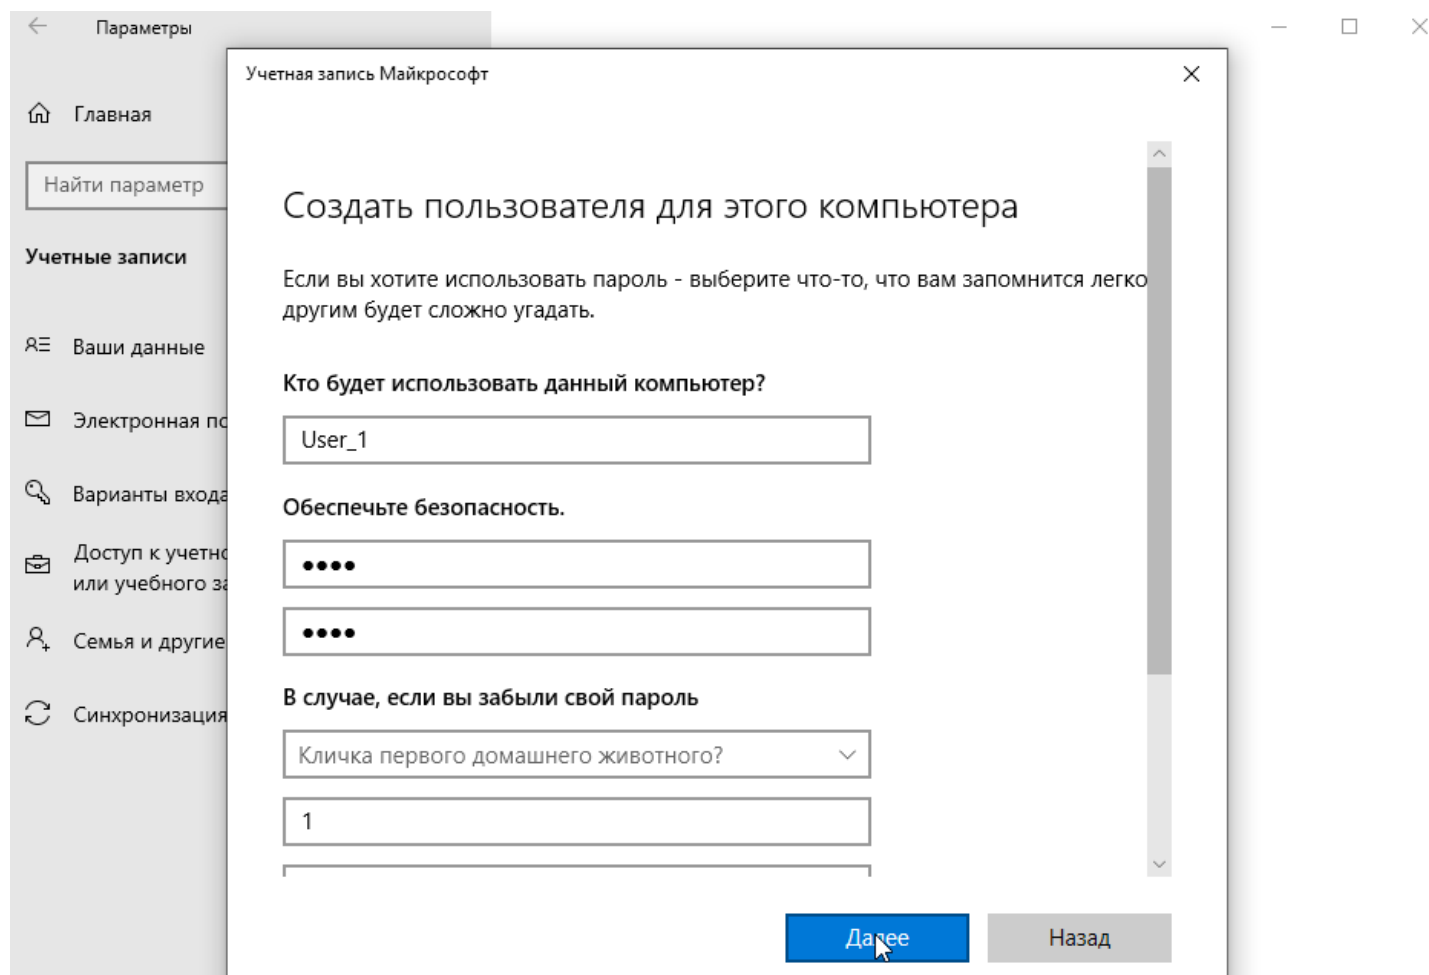 Параметры
Учетная запись Майкрософт
Главная
Найти параметр
Учетные записи
Ваши данные
Электронная по
Варианты входа
Доступ к учетно
или учебного за
Семья и другие
Синхронизация
Создать пользователя для этого компьютера
Если вы хотите использовать пароль - выберите что-то, что вам запомнится легко
другим будет сложно угадать.
Кто будет использовать данный компьютер?
User_1
Обеспечьте безопасность.
••••
••••
В случае, если вы забыли свой пароль
Кличка первого домашнего животного?
1
Далее
Назад